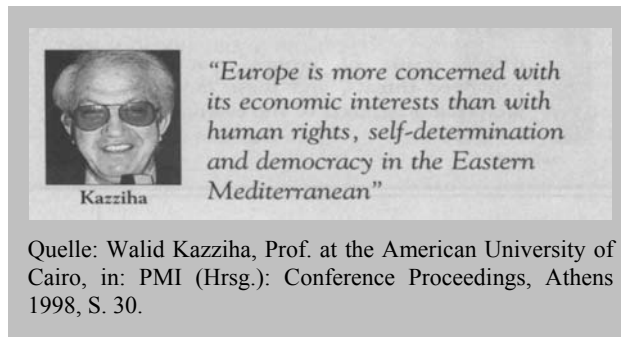 “Europe is more concerned with
its economic interests than with
human rights, self-determination
and democracy in the Eastern
Mediterranean”
Kazziha
Quelle: Walid Kazziha, Prof. at the American University of
Cairo, in: PMI (Hrsg.): Conference Proceedings, Athens
1998, S. 30.